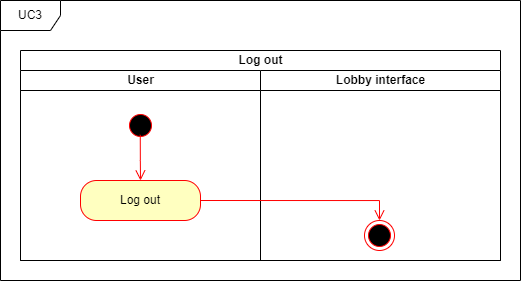 UC3
Log out
User
Lobby interface
Log out